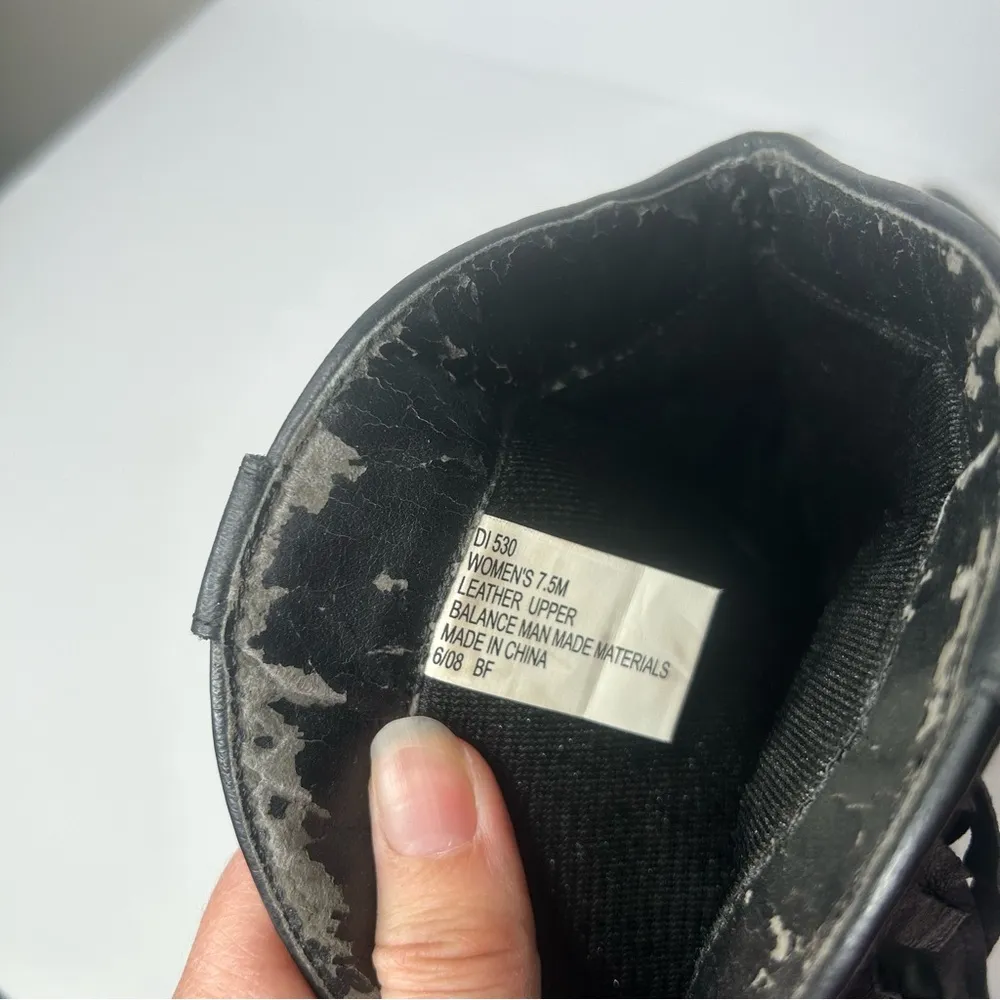 DI 530
WOMEN'S 7.5M
LEATHER UPPER
BALANCE MAN MADE MATERIALS
MADE IN CHINA
6/08 BF